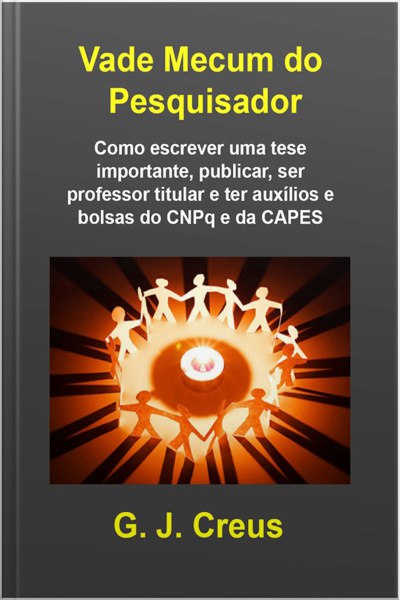 Vade Mecum do
Pesquisador
Como escrever uma tese
importante, publicar, ser
professor titular e ter auxílios e
bolsas do CNPq e da CAPES
G. J. Creus